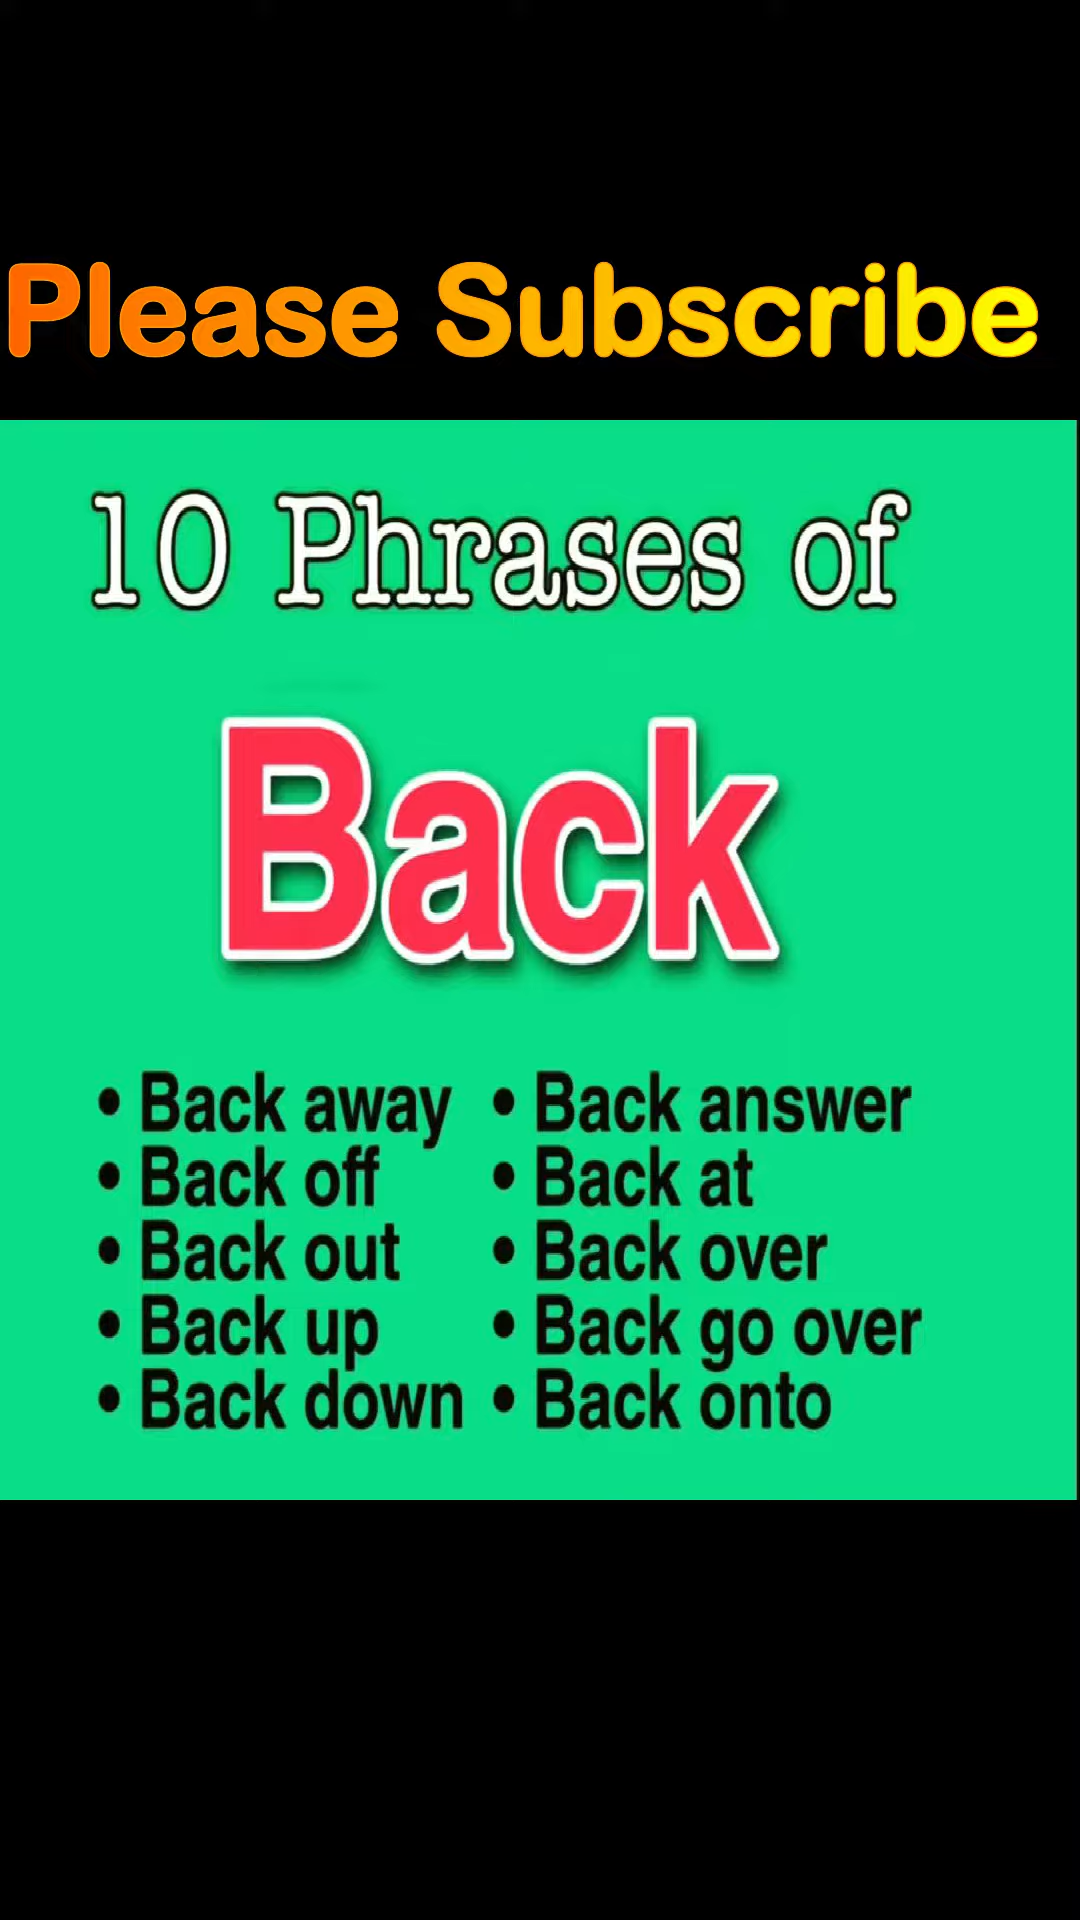 Please Subscribe
10 Phrases of
Back
• Back away
• Back off
• Back out
• Back up
• Back down
• Back answer
• Back at
• Back over
• Back go over
• Back onto